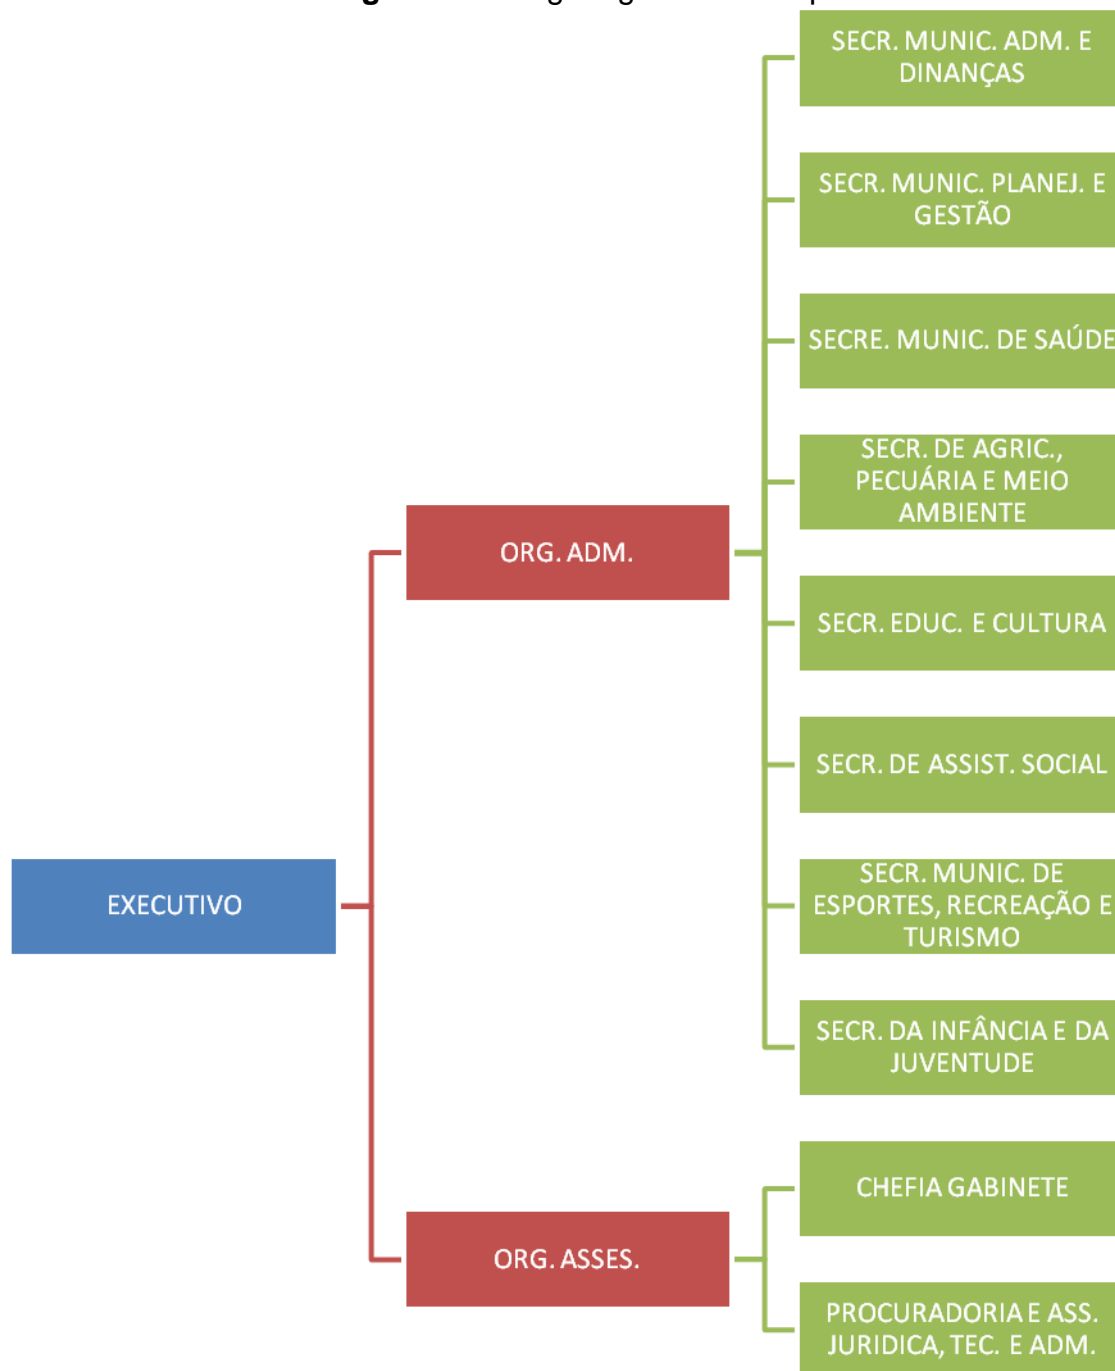 SECR. MUNIC. ADM. E
DINANÇAS
SECR. MUNIC. PLANEJ. E
GESTÃO
SECRE. MUNIC. DE SAÚDE
SECR. DE AGRIC.,
PECUÁRIA E MEIO
AMBIENTE
ORG. ADM.
SECR. EDUC. E CULTURA
SECR. DE ASSIST. SOCIAL
EXECUTIVO
SECR. MUNIC. DE
ESPORTES, RECREAÇÃO E
TURISMO
SECR. DA INFÂNCIA E DA
JUVENTUDE
CHEFIA GABINETE
ORG. ASSES.
PROCURADORIA E ASS.
JURIDICA, TEC. E ADM.